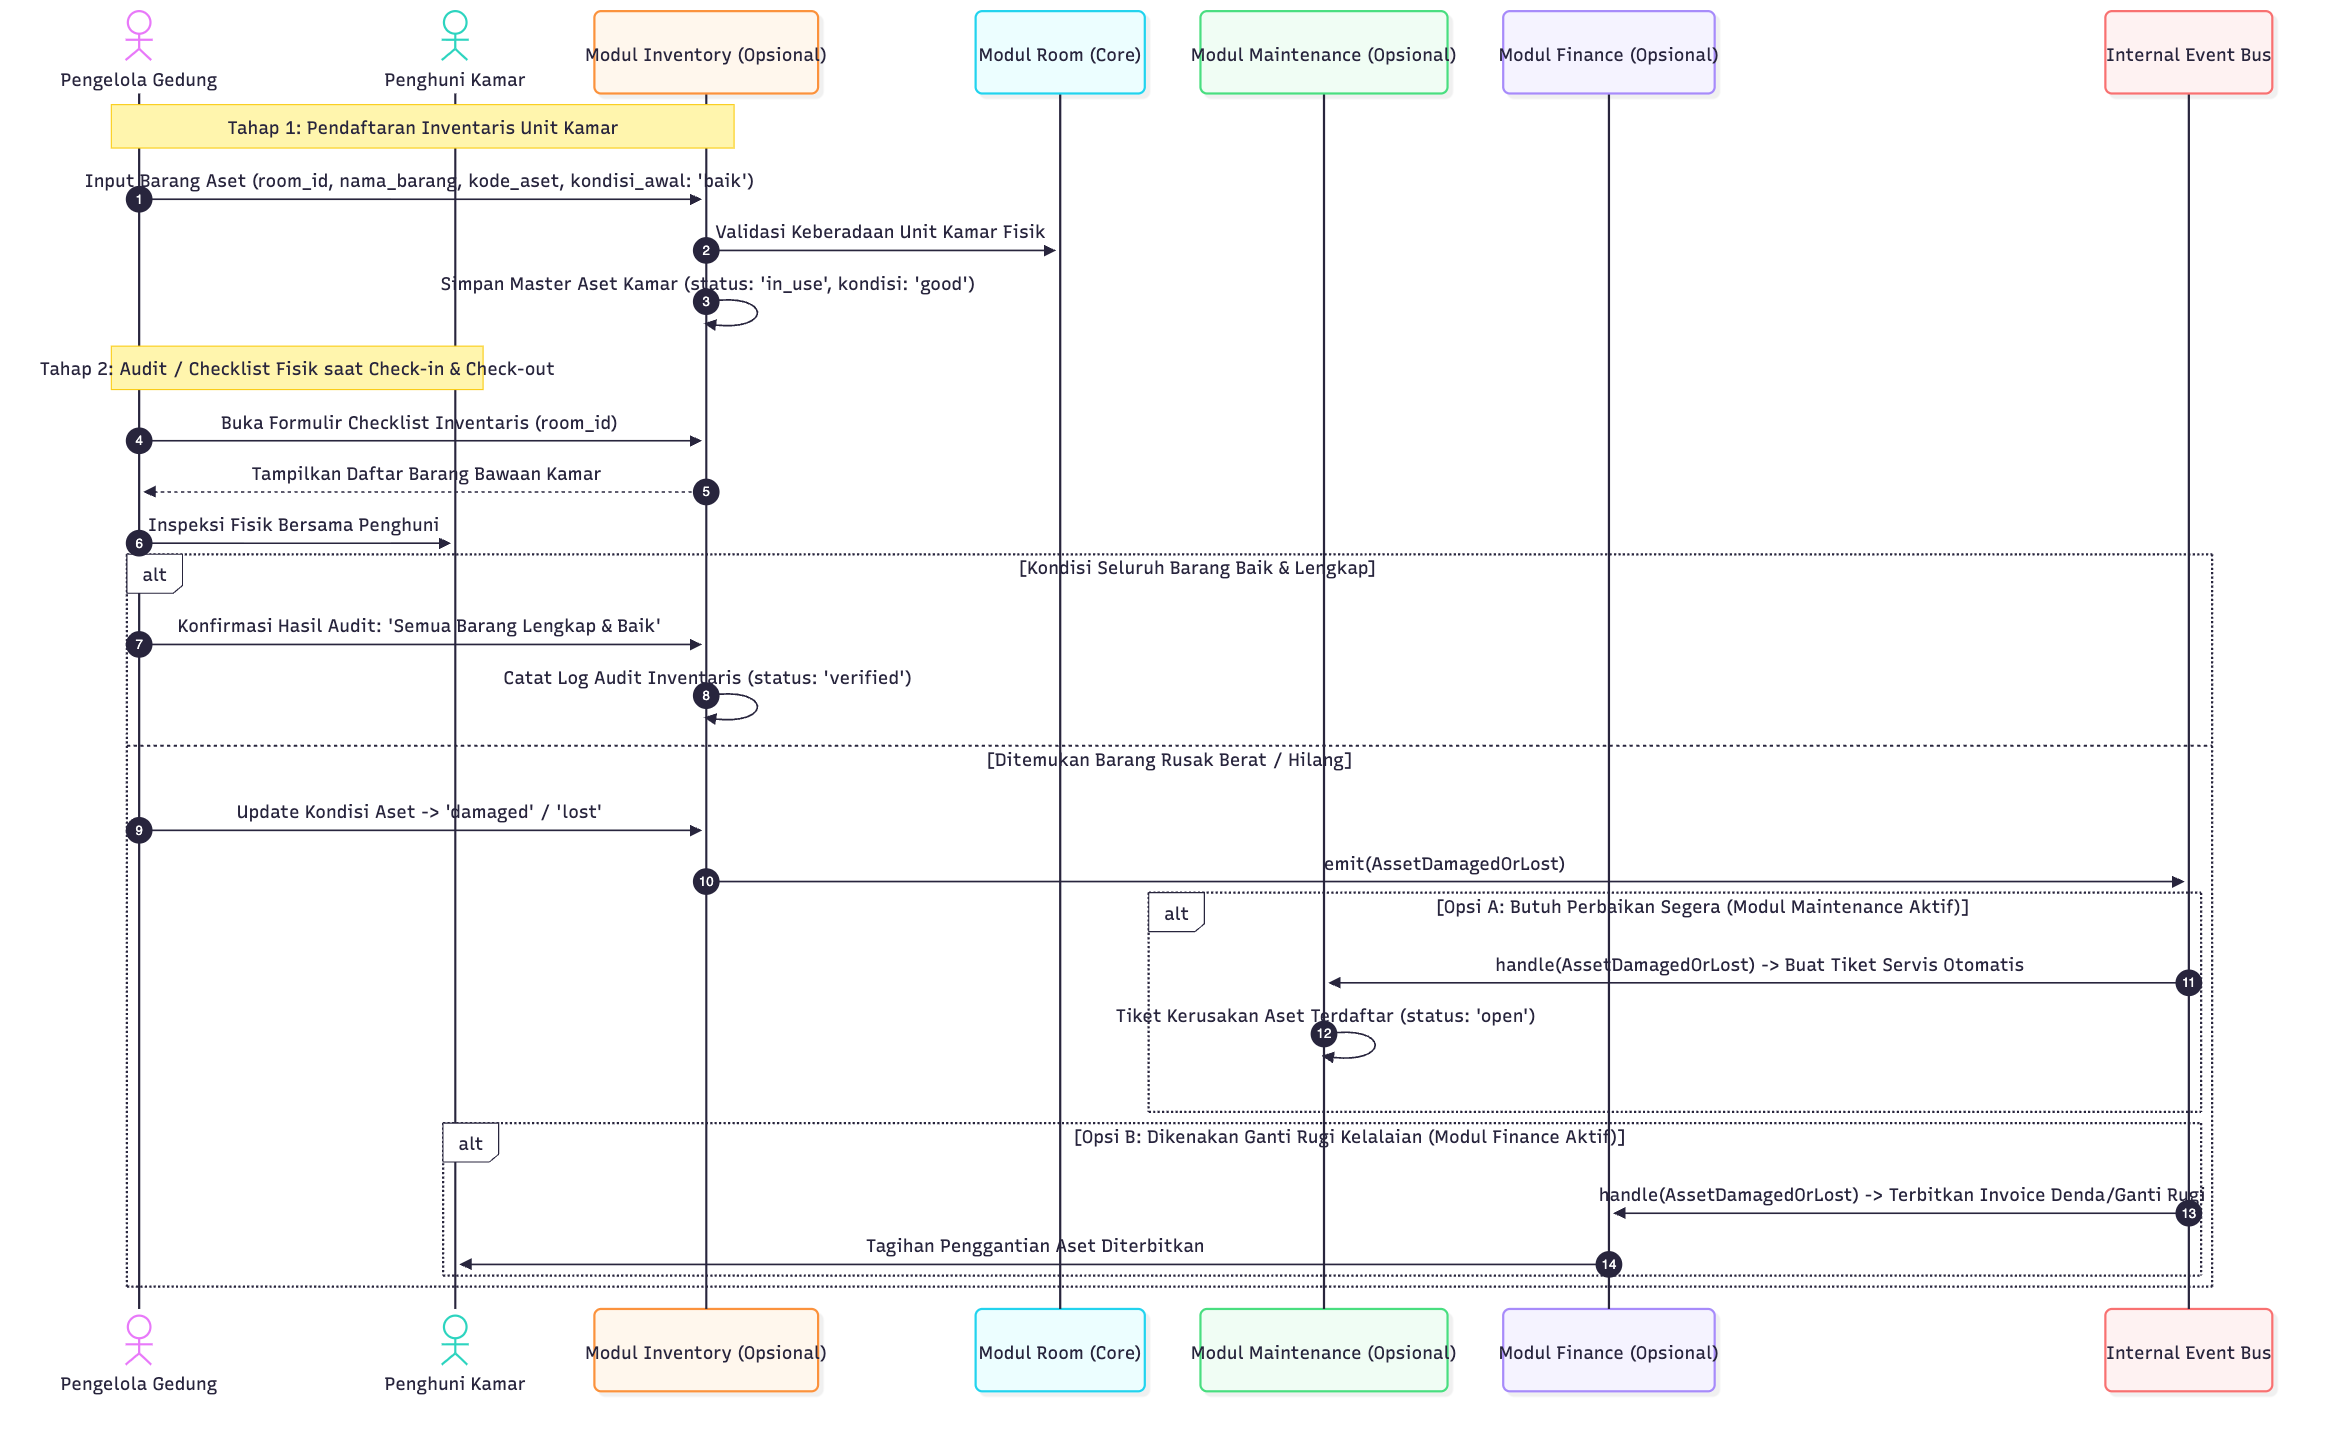 Pengelola Gedung
Penghuni Kamar
Modul Inventory (Opsional)
Modul Room (Core)
Modul Maintenance (Opsional)
Modul Finance (Opsional)
Internal Event Bus
Tahap 1: Pendaftaran Inventaris Unit Kamar
Input Barang Aset (room_id, nama_barang, kode_aset, kondisi_awal: 'baik')
1
Validasi Keberadaan Unit Kamar Fisik
2
Simpan Master Aset Kamar (status: 'in_use', kondisi: 'good')
3
Tahap 2: Audit / Checklist Fisik saat Check-in & Check-out
Buka Formulir Checklist Inventaris (room_id)
4
Tampilkan Daftar Barang Bawaan Kamar
5
Inspeksi Fisik Bersama Penghuni
6
alt
[Kondisi Seluruh Barang Baik & Lengkap]
Konfirmasi Hasil Audit: 'Semua Barang Lengkap & Baik'
7
Catat Log Audit Inventaris (status: 'verified')
8
[Ditemukan Barang Rusak Berat / Hilang]
Update Kondisi Aset -> 'damaged' / 'lost'
9
emit(AssetDamagedOrLost)
10
alt
[Opsi A: Butuh Perbaikan Segera (Modul Maintenance Aktif)]
handle(AssetDamagedOrLost) -> Buat Tiket Servis Otomatis
11
Tiket Kerusakan Aset Terdaftar (status: 'open')
12
alt
[Opsi B: Dikenakan Ganti Rugi Kelalaian (Modul Finance Aktif)]
handle(AssetDamagedOrLost) -> Terbitkan Invoice Denda/Ganti Rugi
13
Tagihan Penggantian Aset Diterbitkan
14
Pengelola Gedung
Penghuni Kamar
Modul Inventory (Opsional)
Modul Room (Core)
Modul Maintenance (Opsional)
Modul Finance (Opsional)
Internal Event Bus